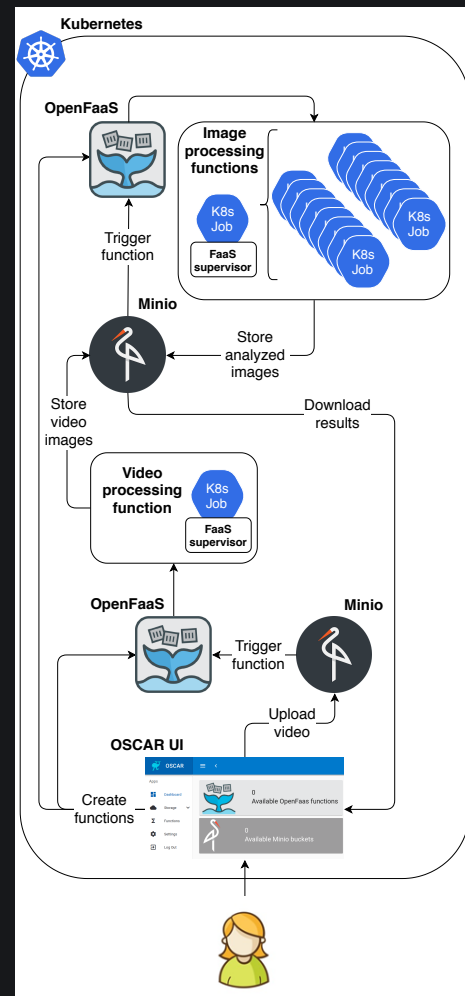 Kubernetes
OpenFaaS
Image
processing
functions
K8s
Job
FaaS
supervisor
K8s
Job
K8s
Job
Trigger
function
Minio
Store
analyzed
images
Store
video
images
Download
results
Video
processing
function
K8s
Job
FaaS
supervisor
OpenFaaS
Minio
Trigger
function
Upload
video
OSCAR UI
OSCAR
Apps
Dashboard
Storage
Functions
Settings
Log Out
0
Available OpenFaas functions
0
Available Minio buckets
Create
functions